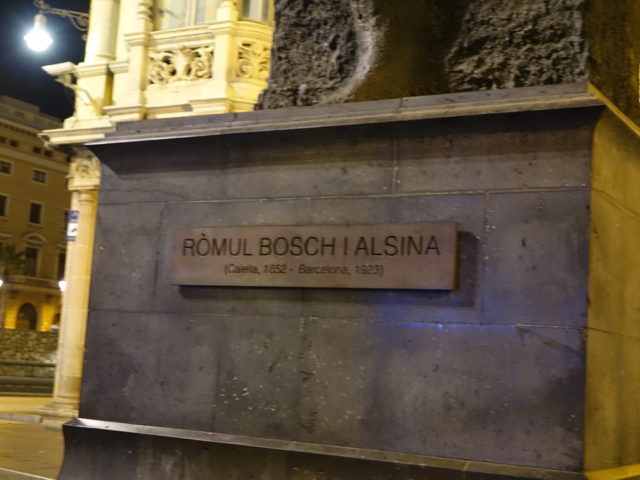 RÒMUL BOSCH I ALSINA
(Calella, 1852 - Barcelona, 1923)